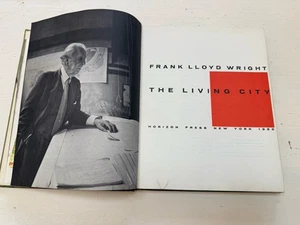 FRANK LLOYD WRIGHT
THE LIVING CITY
HORIZON PRESS NEW YORK 1958